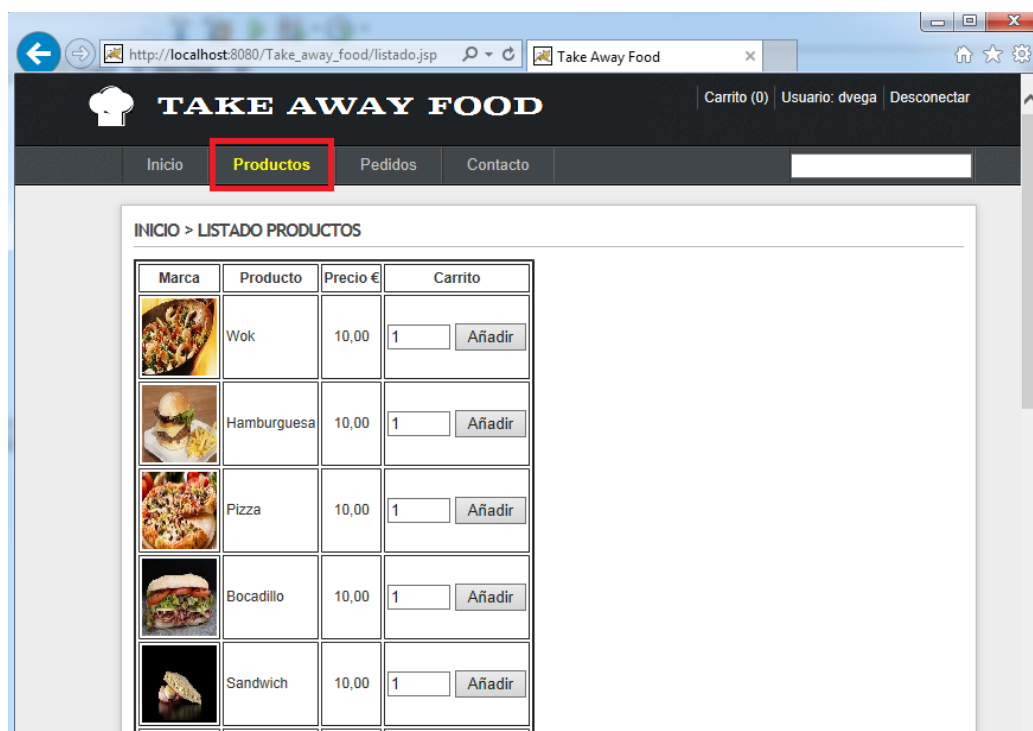 http://localhost:8080/Take_away_food/listado.jsp
Take Away Food
TAKE AWAY FOOD
Carrito (0) Usuario: dvega Desconectar
Inicio Productos Pedidos Contacto
INICIO > LISTADO PRODUCTOS
Marca Producto Precio € Carrito
Wok 10,00 1 Añadir
Hamburguesa 10,00 1 Añadir
Pizza 10,00 1 Añadir
Bocadillo 10,00 1 Añadir
Sandwich 10,00 1 Añadir